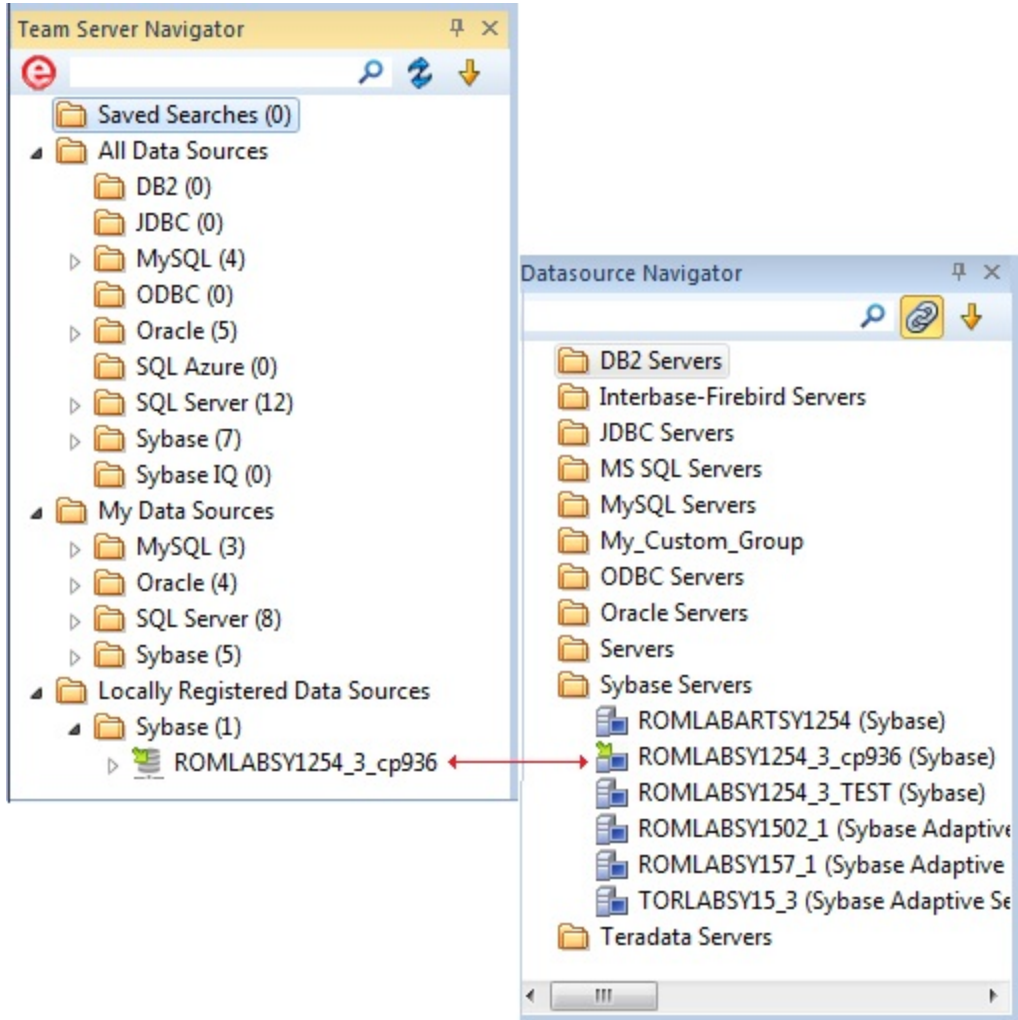 Team Server Navigator
Saved Searches (0)
All Data Sources
DB2 (0)
JDBC (0)
MySQL (4)
ODBC (0)
Oracle (5)
SQL Azure (0)
SQL Server (12)
Sybase (7)
Sybase IQ (0)
My Data Sources
MySQL (3)
Oracle (4)
SQL Server (8)
Sybase (5)
Locally Registered Data Sources
Sybase (1)
ROMLABSY1254_3_cp936
Datasource Navigator
DB2 Servers
Interbase-Firebird Servers
JDBC Servers
MS SQL Servers
MySQL Servers
My_Custom_Group
ODBC Servers
Oracle Servers
Servers
Sybase Servers
ROMLABARTSY1254 (Sybase)
ROMLABSY1254_3_cp936 (Sybase)
ROMLABSY1254_3_TEST (Sybase)
ROMLABSY1502_1 (Sybase Adaptive
ROMLABSY157_1 (Sybase Adaptive
TORLABSY15_3 (Sybase Adaptive Se
Teradata Servers